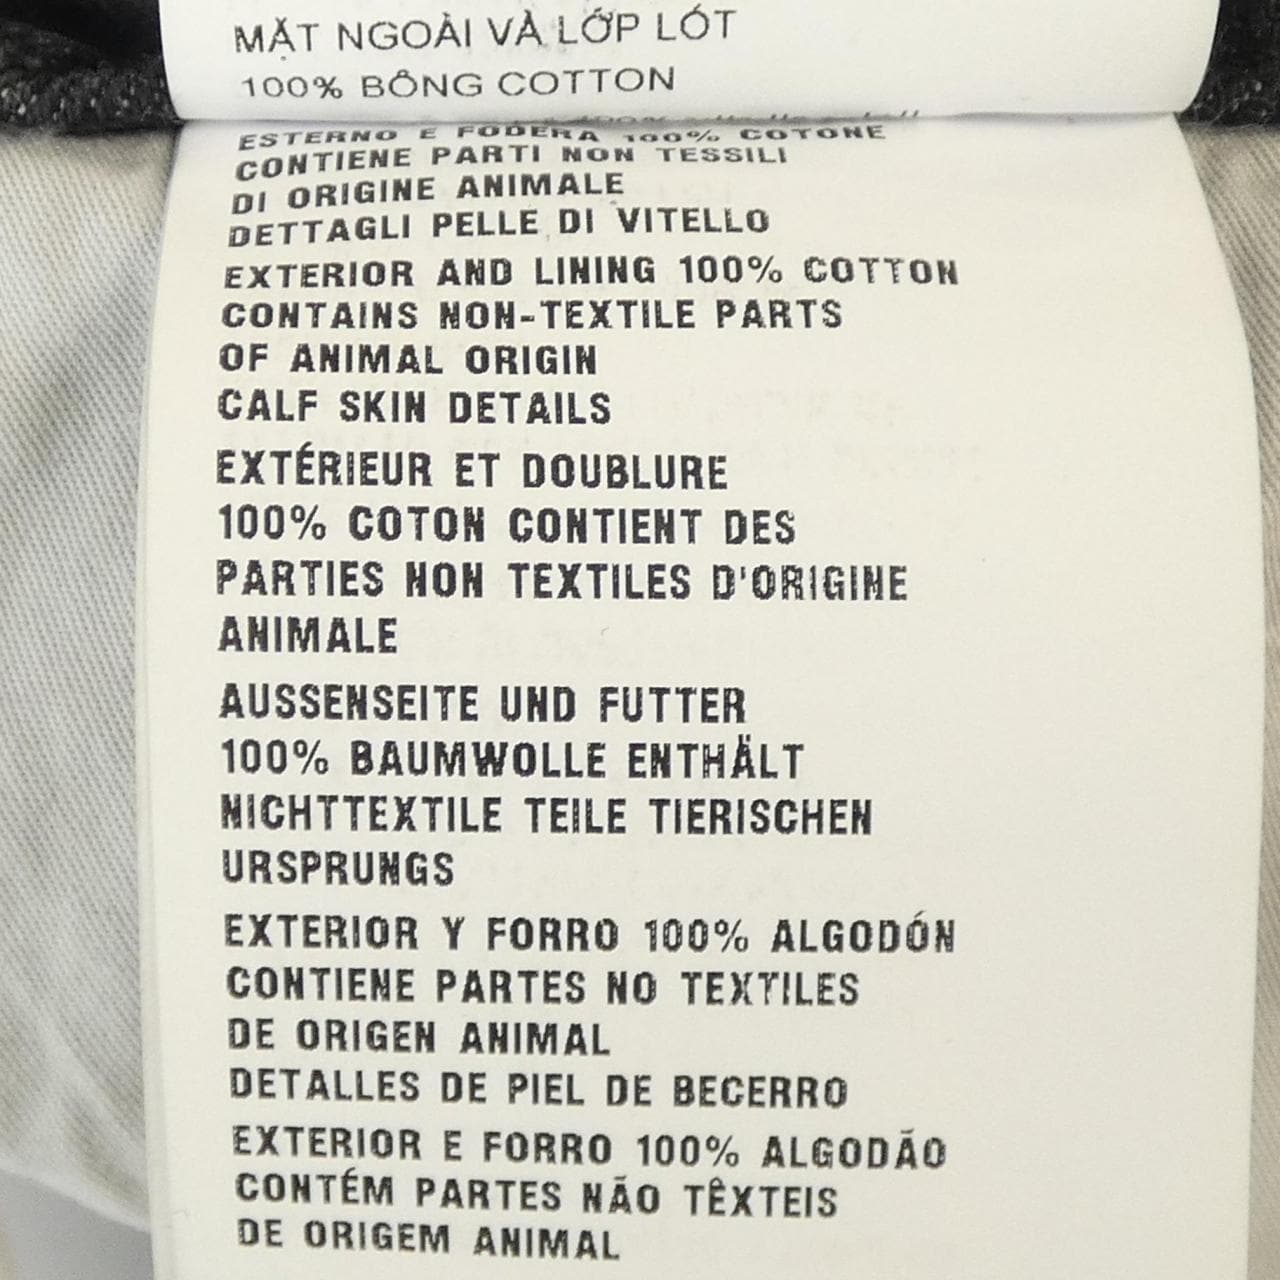 MẶT NGOÀI VÀ LỚP LÓT
100% BÔNG COTTON
ESTERNO E FODERA 100% COTONE
CONTIENE PARTI NON TESSILI
DI ORIGINE ANIMALE
DETTAGLI PELLE DI VITELLO
EXTERIOR AND LINING 100% COTTON
CONTAINS NON-TEXTILE PARTS
OF ANIMAL ORIGIN
CALF SKIN DETAILS
EXTÉRIEUR ET DOUBLURE
100% COTON CONTIENT DES
PARTIES NON TEXTILES D'ORIGINE
ANIMALE
AUSSENSEITE UND FUTTER
100% BAUMWOLLE ENTHÄLT
NICHTTEXTILE TEILE TIERISCHEN
URSPRUNGS
EXTERIOR Y FORRO 100% ALGODÓN
CONTIENE PARTES NO TEXTILES
DE ORIGEN ANIMAL
DETALLES DE PIEL DE BECERRO
EXTERIOR E FORRO 100% ALGODÃO
CONTÉM PARTES NÃO TÊXTEIS
DE ORIGEM ANIMAL